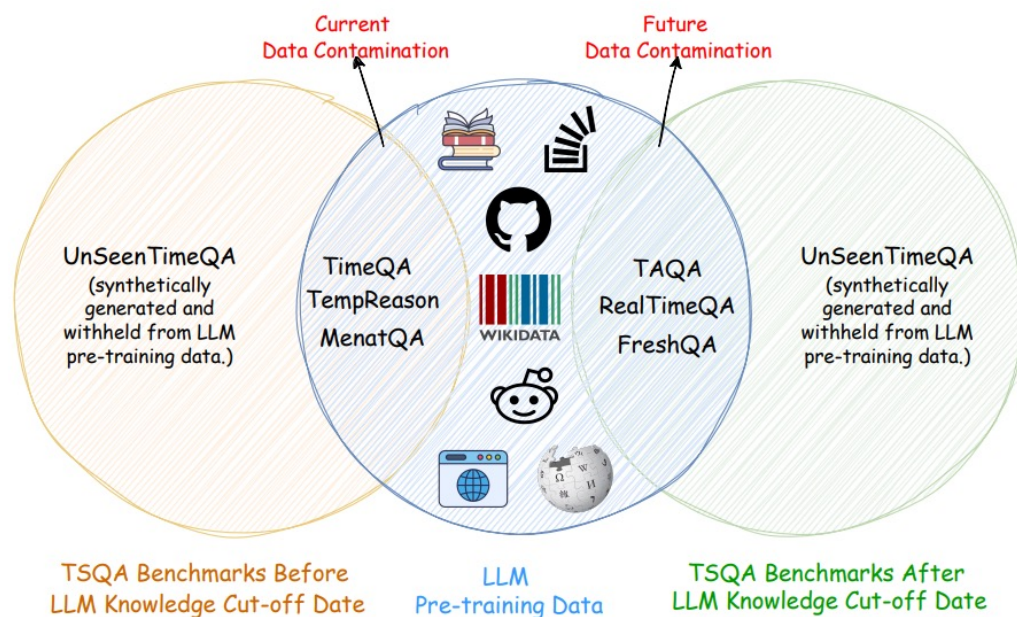 Current
Data Contamination
Future
Data Contamination
UnSeenTimeQA
(synthetically
generated and
withheld from LLM
pre-training data.)
TimeQA
TempReason
MenatQA
WIKIDATA
TAQA
RealTimeQA
FreshQA
UnSeenTimeQA
(synthetically
generated and
withheld from LLM
pre-training data.)
TSQA Benchmarks Before
LLM Knowledge Cut-off Date
LLM
Pre-training Data
TSQA Benchmarks After
LLM Knowledge Cut-off Date